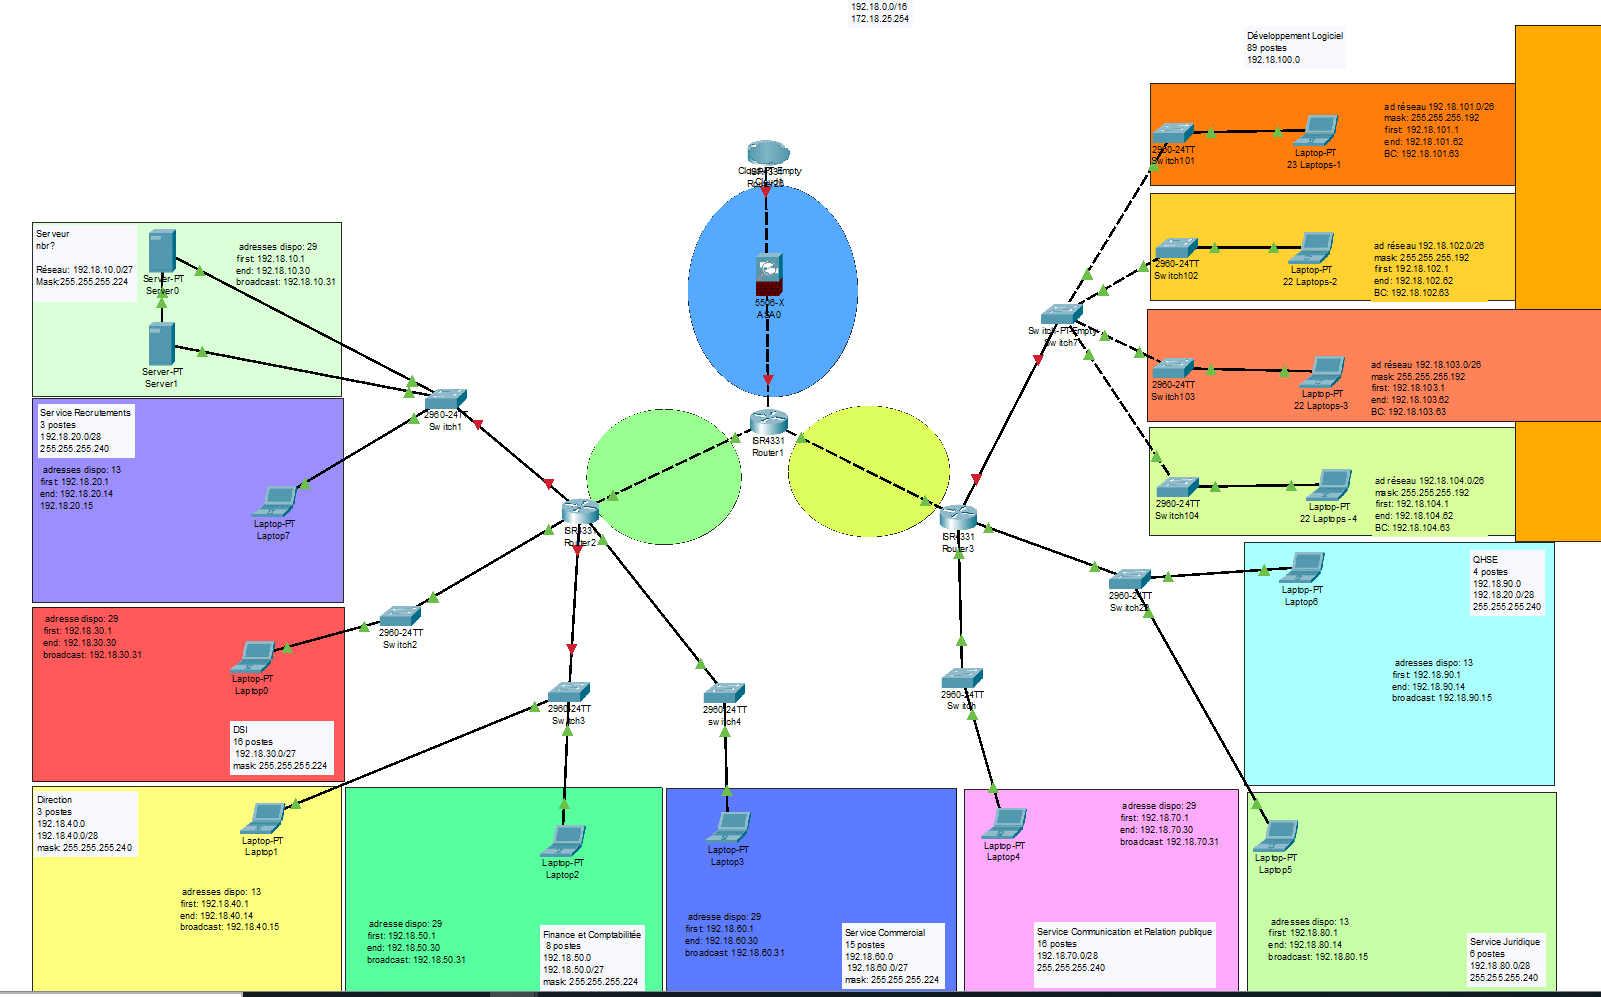 192.18.0.0/16
172.18.25.254
Développement Logiciel
89 postes
192.18.100.0
2960-24TT
Switch101
Laptop-PT
23 Laptops-1
ad réseau 192.18.101.0/26
mask: 255.255.255.192
first: 192.18.101.1
end: 192.18.101.62
BC: 192.18.101.63
2960-24TT
Switch102
Laptop-PT
22 Laptops-2
ad réseau 192.18.102.0/26
mask: 255.255.255.192
first: 192.18.102.1
end: 192.18.102.62
BC: 192.18.102.63
Switch-PT-Empty
Switch7
2960-24TT
Switch103
Laptop-PT
22 Laptops-3
ad réseau 192.18.103.0/26
mask: 255.255.255.192
first: 192.18.103.1
end: 192.18.103.62
BC: 192.18.103.63
2960-24TT
Switch104
Laptop-PT
22 Laptops -4
ad réseau 192.18.104.0/26
mask: 255.255.255.192
first: 192.18.104.1
end: 192.18.104.62
BC: 192.18.104.63
5506-X
ASA0
ISR4331
Router1
Serveur
nbr?
Réseau: 192.18.10.0/27
Mask:255.255.255.224
Server-PT
Server0
adresses dispo: 29
first: 192.18.10.1
end: 192.18.10.30
broadcast: 192.18.10.31
Server-PT
Server1
2960-24TT
Switch1
Service Recrutements
3 postes
192.18.20.0/28
255.255.255.240
adresses dispo: 13
first: 192.18.20.1
end: 192.18.20.14
192.18.20.15
Laptop-PT
Laptop7
ISR4331
Router2
ISR4331
Router3
2960-24TT
Switch2
adresse dispo: 29
first: 192.18.30.1
end: 192.18.30.30
broadcast: 192.18.30.31
Laptop-PT
Laptop0
DSI
16 postes
192.18.30.0/27
mask: 255.255.255.224
2960-24TT
Switch3
2960-24TT
switch4
2960-24TT
Switch
2960-24TT
Laptop-PT
Laptop6
QHSE
4 postes
192.18.90.0
192.18.20.0/28
255.255.255.240
adresses dispo: 13
first: 192.18.90.1
end: 192.18.90.14
broadcast: 192.18.90.15
Direction
3 postes
192.18.40.0
192.18.40.0/28
mask: 255.255.255.240
Laptop-PT
Laptop1
adresses dispo: 13
first: 192.18.40.1
end: 192.18.40.14
broadcast: 192.18.40.15
Laptop-PT
Laptop2
adresse dispo: 29
first: 192.18.50.1
end: 192.18.50.30
broadcast: 192.18.50.31
Finance et Comptabilitée
8 postes
192.18.50.0
192.18.50.0/27
mask: 255.255.255.224
Laptop-PT
Laptop3
adresse dispo: 29
first: 192.18.60.1
end: 192.18.60.30
broadcast: 192.18.60.31
Service Commercial
15 postes
192.18.60.0
192.18.60.0/27
mask: 255.255.255.224
Laptop-PT
Laptop4
adresse dispo: 29
first: 192.18.70.1
end: 192.18.70.30
broadcast: 192.18.70.31
Service Communication et Relation publique
16 postes
192.18.70.0/28
255.255.255.240
Laptop-PT
Laptop5
adresses dispo: 13
first: 192.18.80.1
end: 192.18.80.14
broadcast: 192.18.80.15
Service Juridique
6 postes
192.18.80.0/28
255.255.255.240